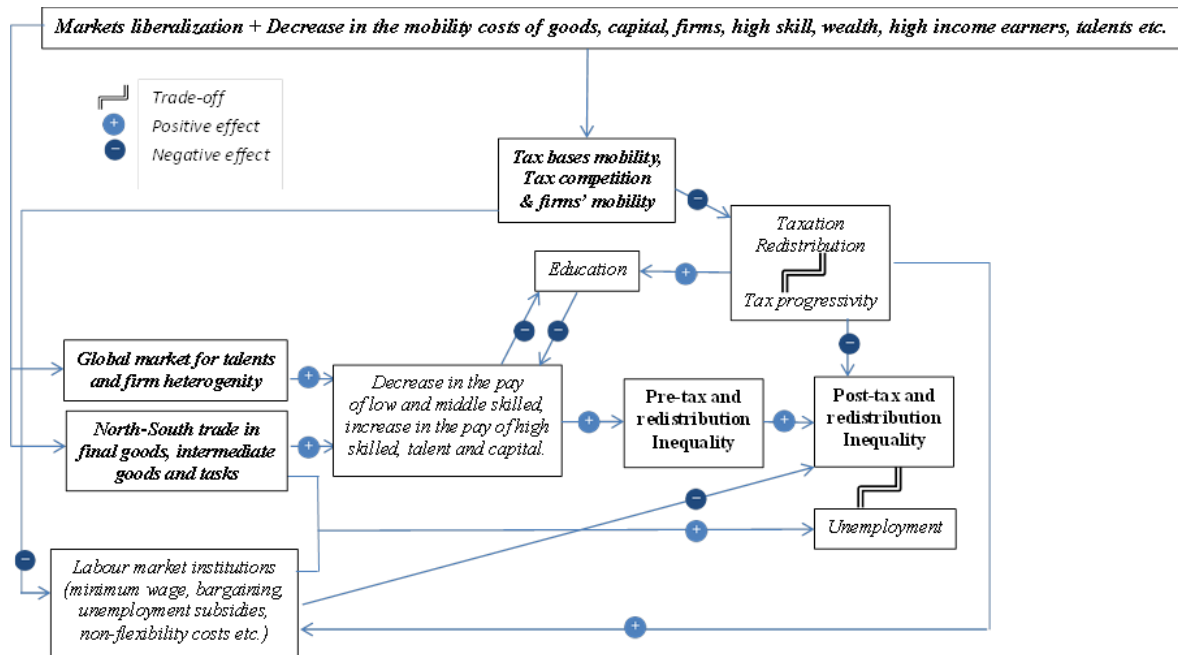 Markets liberalization + Decrease in the mobility costs of goods, capital, firms, high skill, wealth, high income earners, talents etc.
Trade-off
+ Positive effect
− Negative effect
Tax bases mobility,
Tax competition
& firms' mobility
−
Taxation
Redistribution
Tax progressivity
Education
+
−
−
−
Global market for talents
and firm heterogenity
+
Decrease in the pay
of low and middle skilled,
increase in the pay of high
skilled, talent and capital.
+
Pre-tax and
redistribution
Inequality
+
Post-tax and
redistribution
Inequality
North-South trade in
final goods, intermediate
goods and tasks
+
−
+
Unemployment
−
Labour market institutions
(minimum wage, bargaining,
unemployment subsidies,
non-flexibility costs etc.)
+